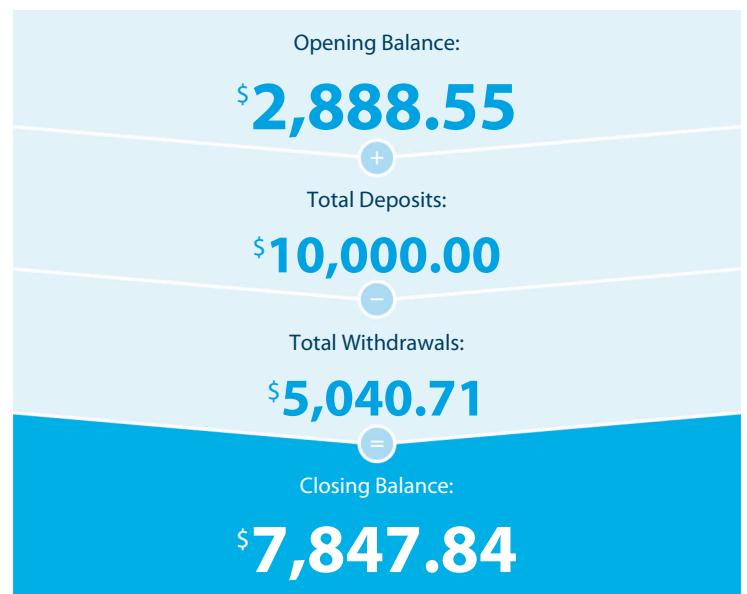 Opening Balance:
$2,888.55
+
Total Deposits:
$10,000.00
−
Total Withdrawals:
$5,040.71
=
Closing Balance:
$7,847.84